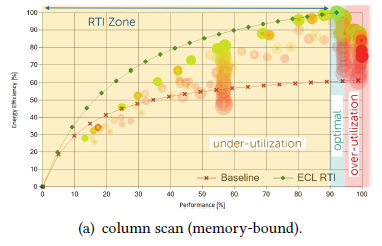 RTI Zone
100
90
80
70
60
50
40
30
20
10
0
Energy Efficiency [%]
under-utilization
optimal
over-utilization
Baseline
ECL RTI
0 10 20 30 40 50 60 70 80 90 100
Performance [%]
(a) column scan (memory-bound).